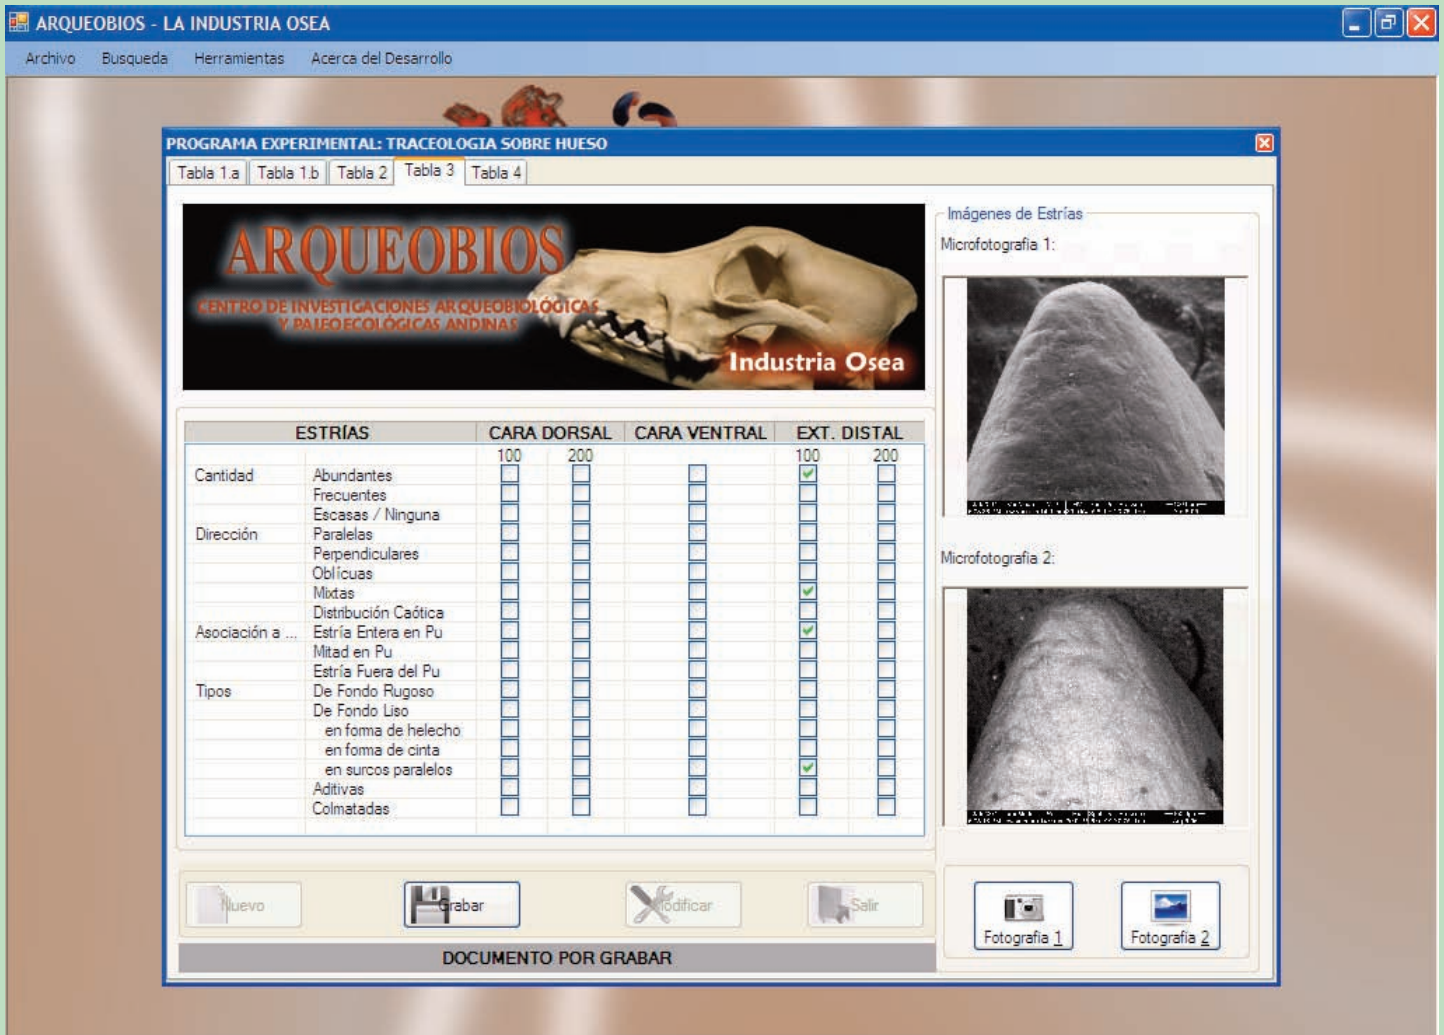 ARQUEOBIOS - LA INDUSTRIA OSEA
Archivo Busqueda Herramientas Acerca del Desarrollo
PROGRAMA EXPERIMENTAL: TRACEOLOGIA SOBRE HUESO
Tabla 1.a Tabla 1.b Tabla 2 Tabla 3 Tabla 4
ARQUEOBIOS
CENTRO DE INVESTIGACIONES ARQUEOBIOLÓGICAS
Y PALEOECOLÓGICAS ANDINAS
Industria Osea
ESTRÍAS CARA DORSAL CARA VENTRAL EXT. DISTAL
100 200 100 200
Cantidad Abundantes
Frecuentes
Escasas / Ninguna
Dirección Paralelas
Perpendiculares
Oblícuas
Mixtas
Distribución Caótica
Asociación a ... Estría Entera en Pu
Mitad en Pu
Estría Fuera del Pu
Tipos De Fondo Rugoso
De Fondo Liso
en forma de helecho
en forma de cinta
en surcos paralelos
Aditivas
Colmatadas
Nuevo Grabar Modificar Salir
DOCUMENTO POR GRABAR
Imágenes de Estrías
Microfotografia 1:
Microfotografia 2:
Fotografia 1 Fotografia 2